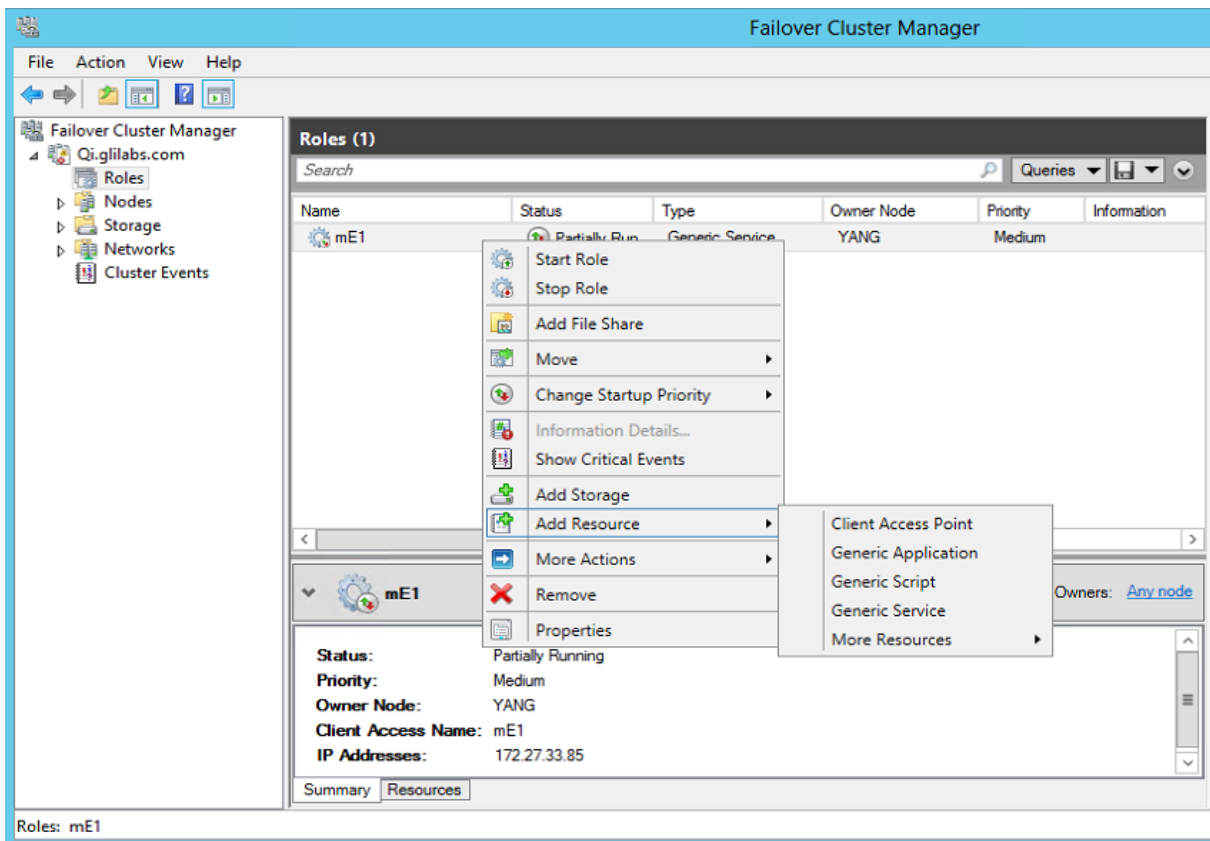 Failover Cluster Manager
File Action View Help
Failover Cluster Manager
Qi.glilabs.com
Roles
Nodes
Storage
Networks
Cluster Events
Roles (1)
Search
Queries
Name Status Type Owner Node Priority Information
mE1 Partially Run Generic Service YANG Medium
Start Role
Stop Role
Add File Share
Move
Change Startup Priority
Information Details...
Show Critical Events
Add Storage
Add Resource
More Actions
Remove
Properties
Client Access Point
Generic Application
Generic Script
Generic Service
More Resources
mE1
Owners: Any node
Status: Partially Running
Priority: Medium
Owner Node: YANG
Client Access Name: mE1
IP Addresses: 172.27.33.85
Summary Resources
Roles: mE1